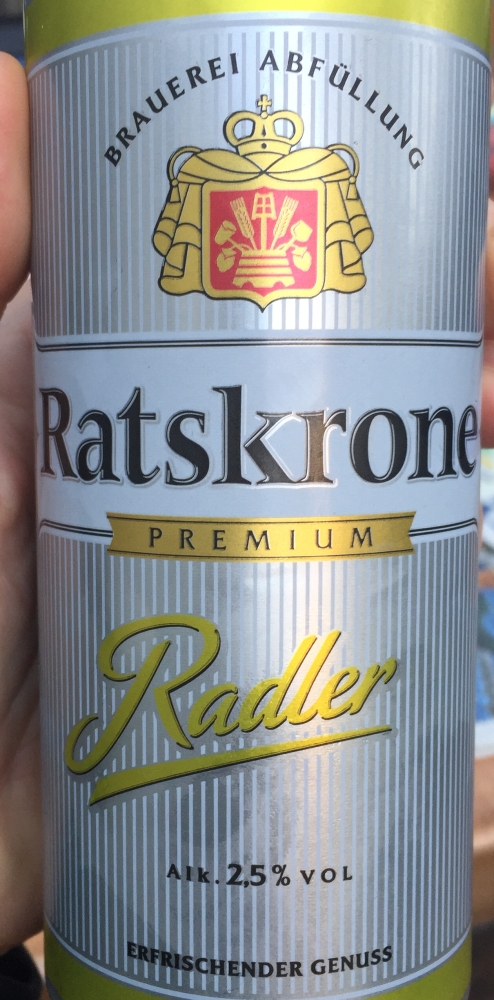 BRAUEREI ABFÜLLUNG
Ratskrone
PREMIUM
Radler
Alk. 2,5% VOL
ERFRISCHENDER GENUSS